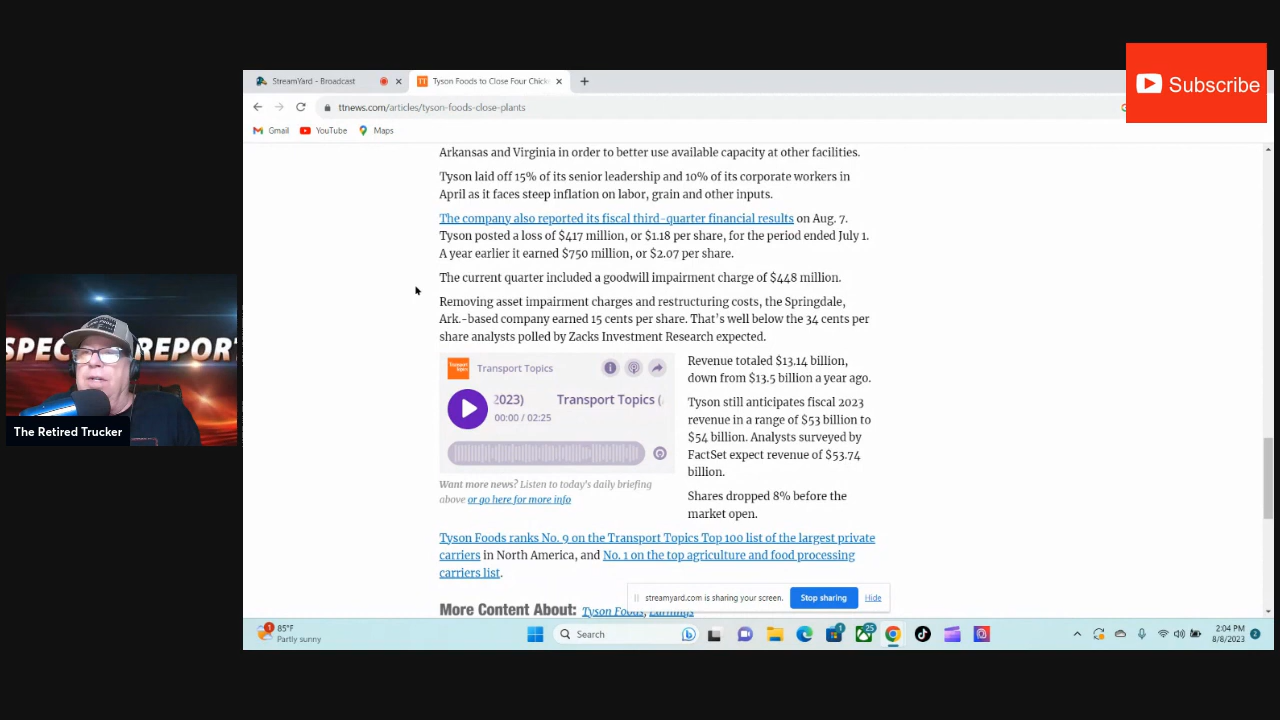 Subscribe
StreamYard - Broadcast
Tyson Foods to Close Four Chick
ttnews.com/articles/tyson-foods-close-plants
Gmail YouTube Maps
Arkansas and Virginia in order to better use available capacity at other facilities.
Tyson laid off 15% of its senior leadership and 10% of its corporate workers in
April as it faces steep inflation on labor, grain and other inputs.
The company also reported its fiscal third-quarter financial results on Aug. 7.
Tyson posted a loss of $417 million, or $1.18 per share, for the period ended July 1.
A year earlier it earned $750 million, or $2.07 per share.
The current quarter included a goodwill impairment charge of $448 million.
Removing asset impairment charges and restructuring costs, the Springdale,
Ark.-based company earned 15 cents per share. That's well below the 34 cents per
share analysts polled by Zacks Investment Research expected.
Transport Topics
Transport Topics
2023) Transport Topics (
00:00 / 02:25
Want more news? Listen to today's daily briefing
above or go here for more info
Revenue totaled $13.14 billion,
down from $13.5 billion a year ago.
Tyson still anticipates fiscal 2023
revenue in a range of $53 billion to
$54 billion. Analysts surveyed by
FactSet expect revenue of $53.74
billion.
Shares dropped 8% before the
market open.
Tyson Foods ranks No. 9 on the Transport Topics Top 100 list of the largest private
carriers in North America, and No. 1 on the top agriculture and food processing
carriers list.
streamyard.com is sharing your screen. Stop sharing Hide
More Content About: Tyson Foods, Earnings
SPEC REPORT
The Retired Trucker
1
85°F
Partly sunny
Search
1
25
2:04 PM
8/8/2023
2